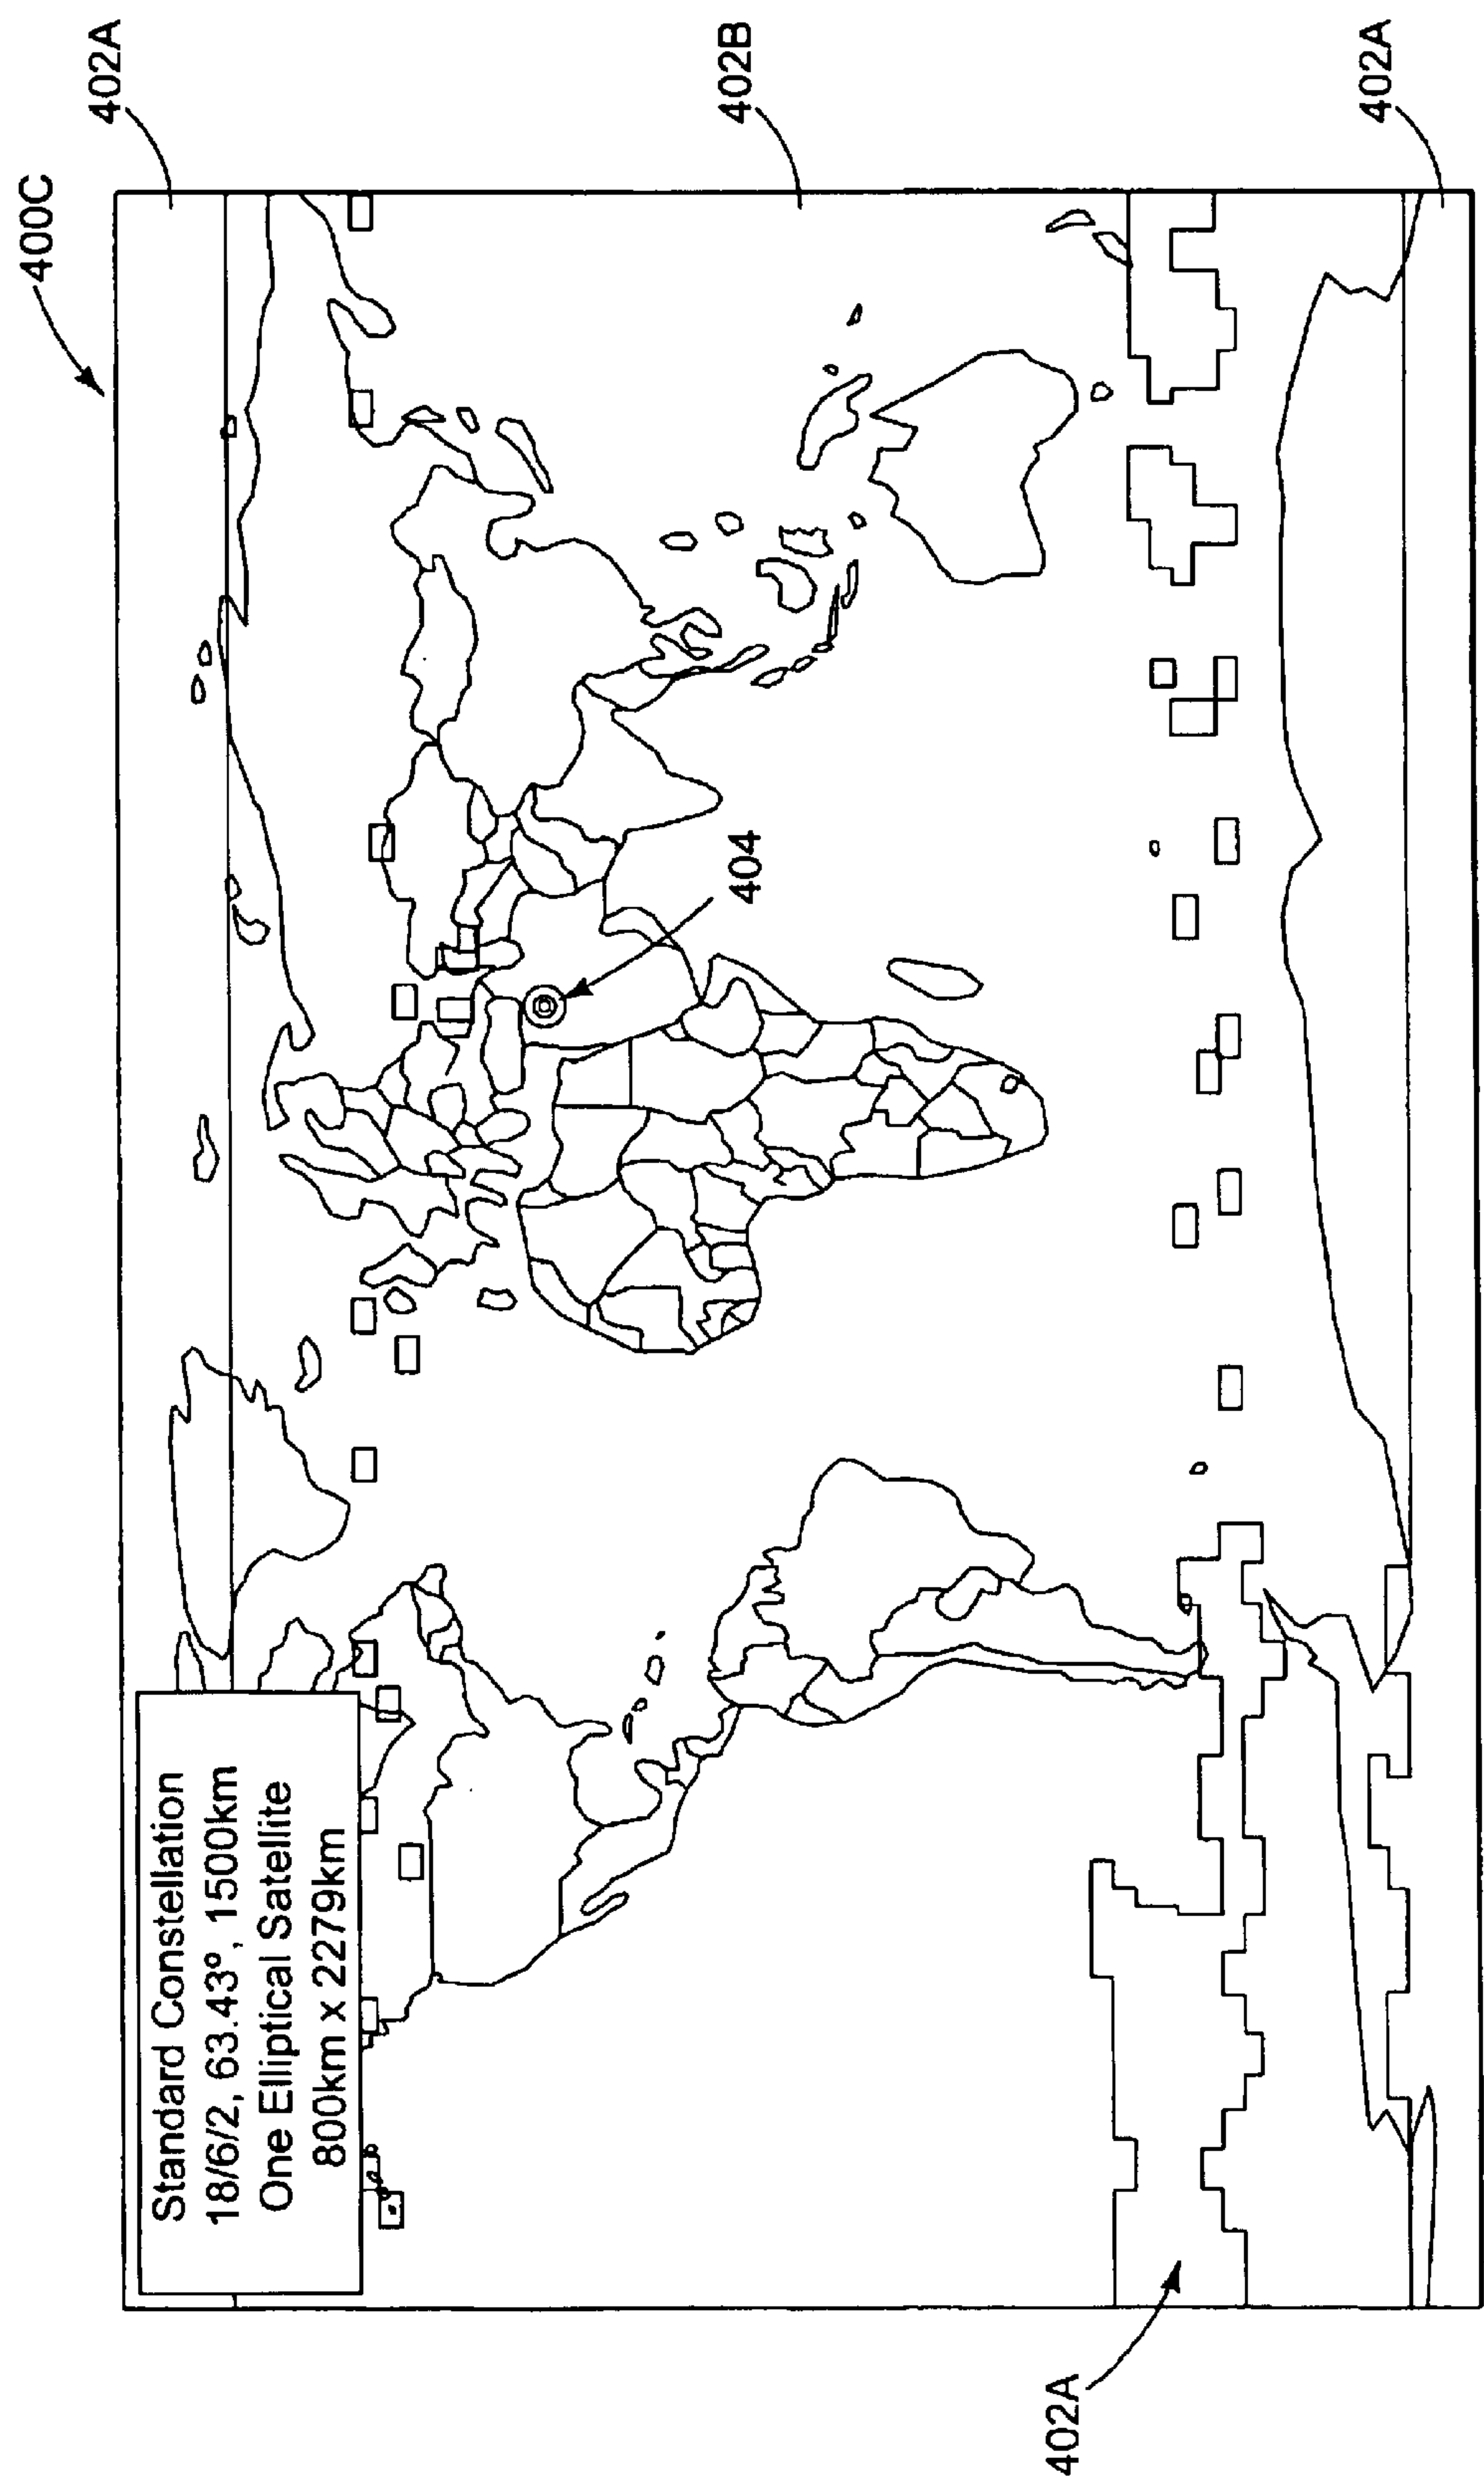 400C
402A
402B
402A
Standard Constellation
18/6/2, 63.43°, 1500km
One Elliptical Satellite
800km x 2279km
404
402A